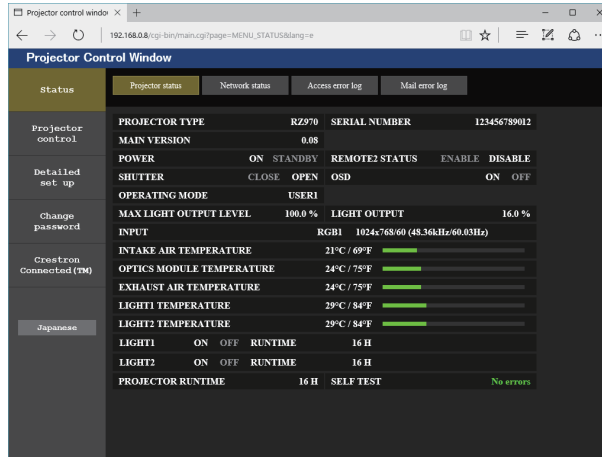 Projector control window
192.168.0.8/cgi-bin/main.cgi?page=MENU_STATUS&lang=e
Projector Control Window
Status
Projector status Network status Access error log Mail error log
Projector
control
Detailed
set up
Change
password
Crestron
Connected(TM)
Japanese
PROJECTOR TYPE RZ970 SERIAL NUMBER 123456789012
MAIN VERSION 0.08
POWER ON STANDBY REMOTE2 STATUS ENABLE DISABLE
SHUTTER CLOSE OPEN OSD ON OFF
OPERATING MODE USER1
MAX LIGHT OUTPUT LEVEL 100.0 % LIGHT OUTPUT 16.0 %
INPUT RGB1 1024x768/60 (48.36kHz/60.03Hz)
INTAKE AIR TEMPERATURE 21°C / 69°F
OPTICS MODULE TEMPERATURE 24°C / 75°F
EXHAUST AIR TEMPERATURE 24°C / 75°F
LIGHT1 TEMPERATURE 29°C / 84°F
LIGHT2 TEMPERATURE 29°C / 84°F
LIGHT1 ON OFF RUNTIME 16 H
LIGHT2 ON OFF RUNTIME 16 H
PROJECTOR RUNTIME 16 H SELF TEST No errors